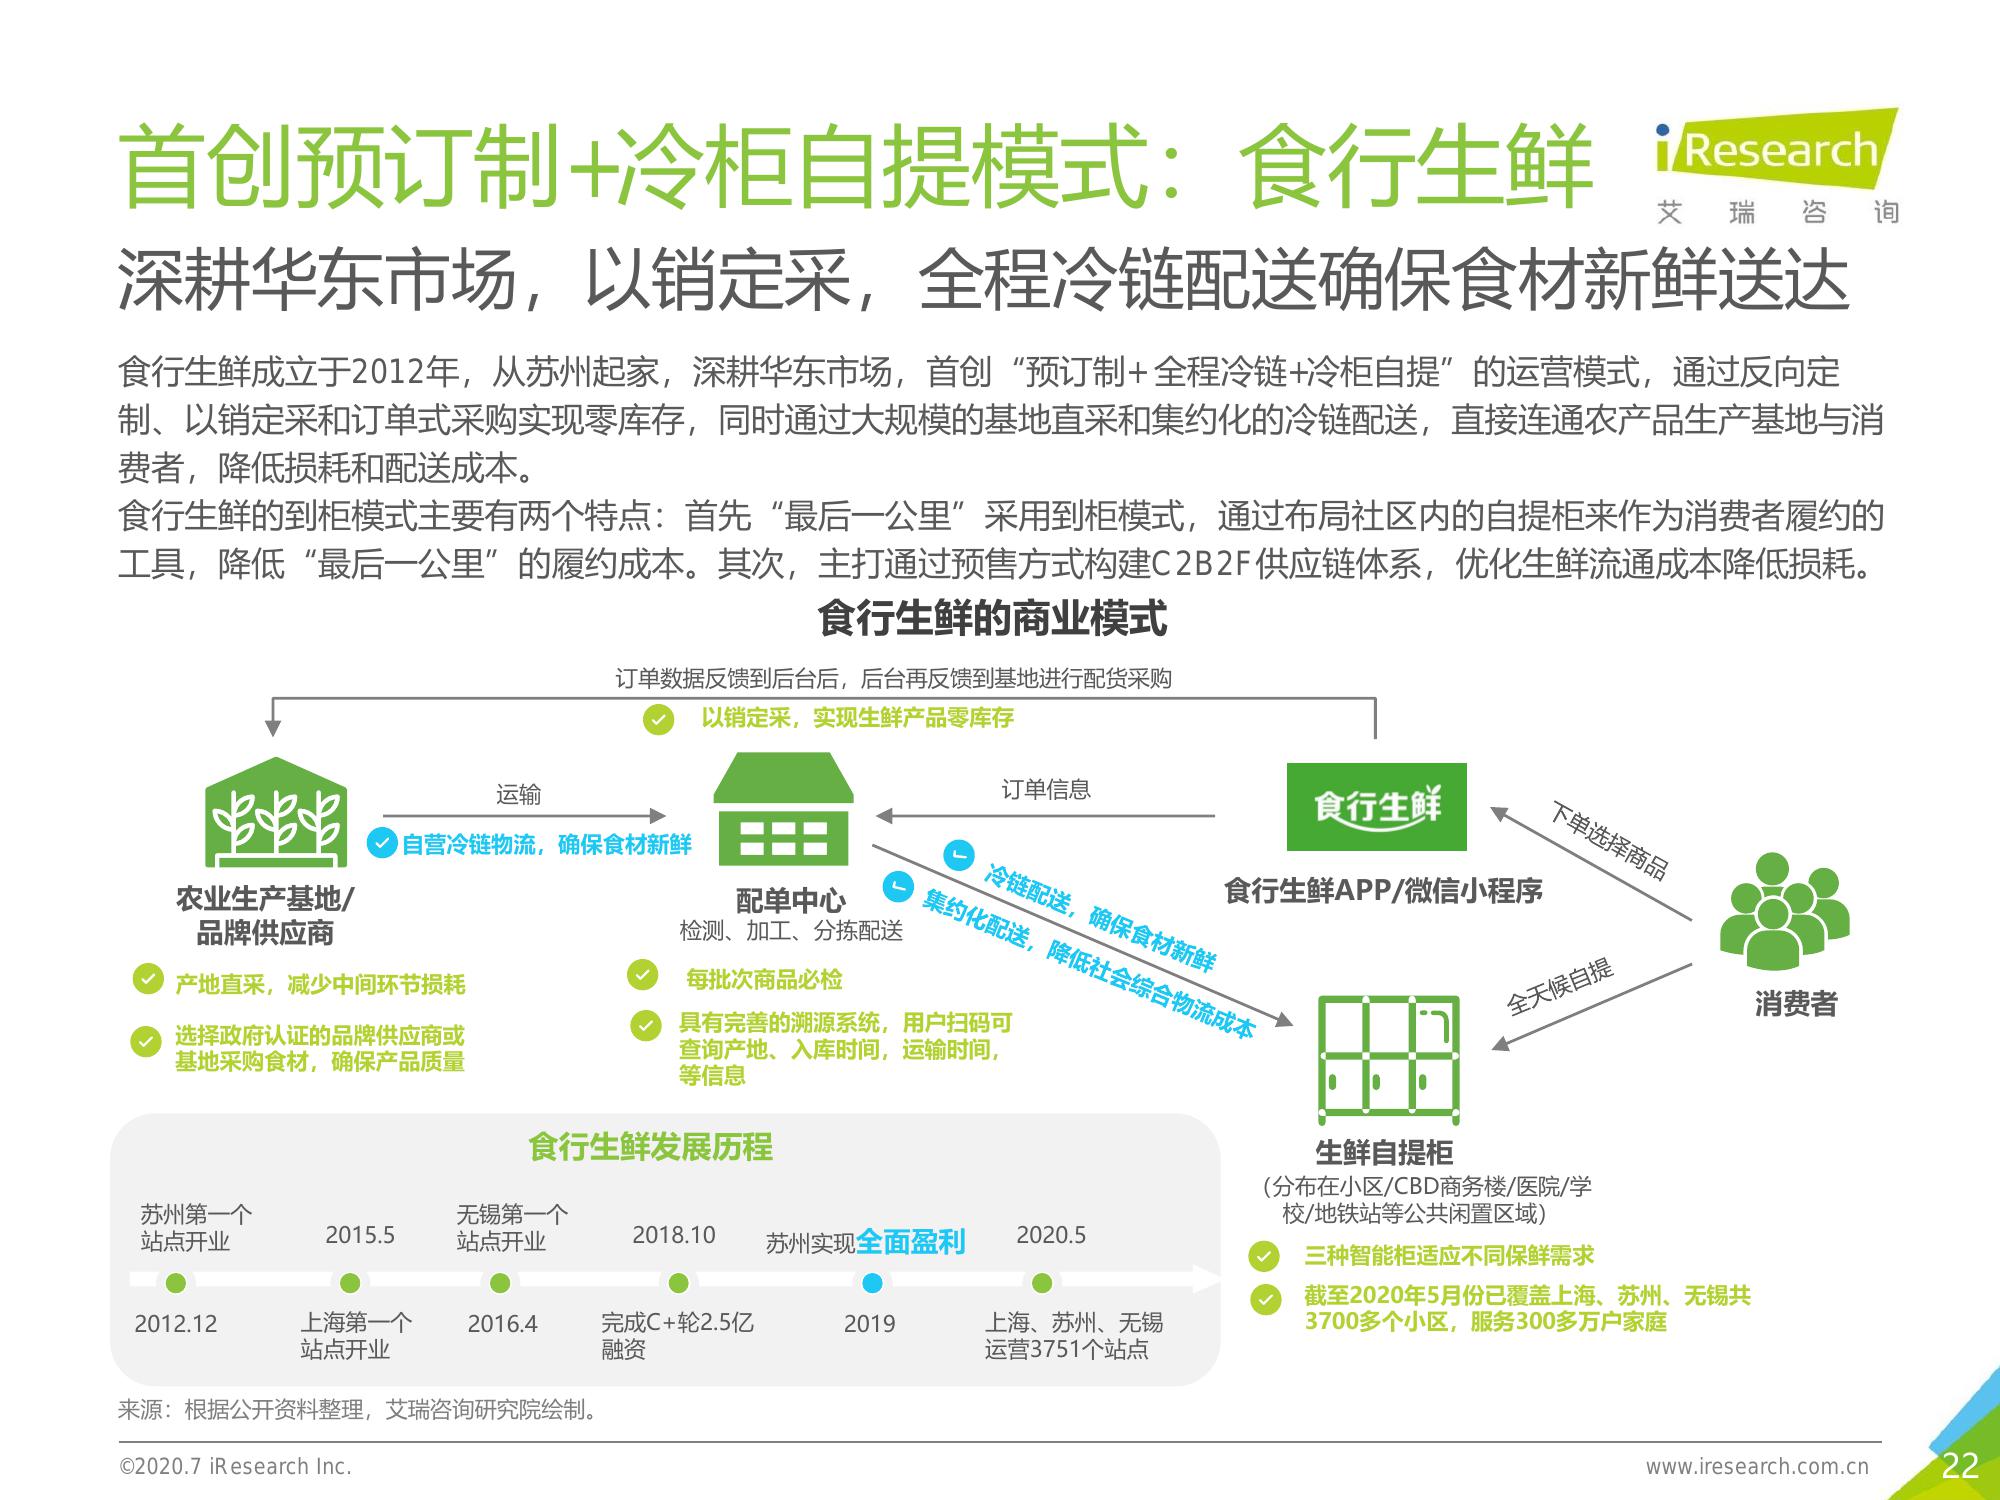 首创预订制+冷柜自提模式：食行生鲜
iResearch
艾瑞咨询
深耕华东市场，以销定采，全程冷链配送确保食材新鲜送达
食行生鲜成立于2012年，从苏州起家，深耕华东市场，首创“预订制+全程冷链+冷柜自提”的运营模式，通过反向定
制、以销定采和订单式采购实现零库存，同时通过大规模的基地直采和集约化的冷链配送，直接连通农产品生产基地与消
费者，降低损耗和配送成本。
食行生鲜的到柜模式主要有两个特点：首先“最后一公里”采用到柜模式，通过布局社区内的自提柜来作为消费者履约的
工具，降低“最后一公里”的履约成本。其次，主打通过预售方式构建C2B2F供应链体系，优化生鲜流通成本降低损耗。
食行生鲜的商业模式
订单数据反馈到后台后，后台再反馈到基地进行配货采购
以销定采，实现生鲜产品零库存
运输
自营冷链物流，确保食材新鲜
订单信息
食行生鲜
下单选择商品
农业生产基地/
品牌供应商
产地直采，减少中间环节损耗
选择政府认证的品牌供应商或
基地采购食材，确保产品质量
配单中心
检测、加工、分拣配送
每批次商品必检
具有完善的溯源系统，用户扫码可
查询产地、入库时间，运输时间，
等信息
冷链配送，确保食材新鲜
集约化配送，降低社会综合物流成本
食行生鲜APP/微信小程序
全天候自提
消费者
生鲜自提柜
（分布在小区/CBD商务楼/医院/学
校/地铁站等公共闲置区域）
三种智能柜适应不同保鲜需求
截至2020年5月份已覆盖上海、苏州、无锡共
3700多个小区，服务300多万户家庭
食行生鲜发展历程
苏州第一个
站点开业
2012.12
2015.5
上海第一个
站点开业
无锡第一个
站点开业
2016.4
2018.10
完成C+轮2.5亿
融资
苏州实现全面盈利
2019
2020.5
上海、苏州、无锡
运营3751个站点
来源：根据公开资料整理，艾瑞咨询研究院绘制。
©2020.7 iResearch Inc.
www.iresearch.com.cn
22